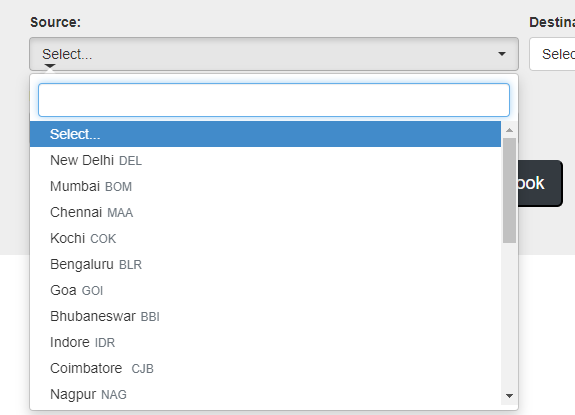 Source: Destina
Select... Selec
Select...
New Delhi DEL
Mumbai BOM
Chennai MAA
Kochi COK
ook
Bengaluru BLR
Goa GOI
Bhubaneswar BBI
Indore IDR
Coimbatore CJB
Nagpur NAG